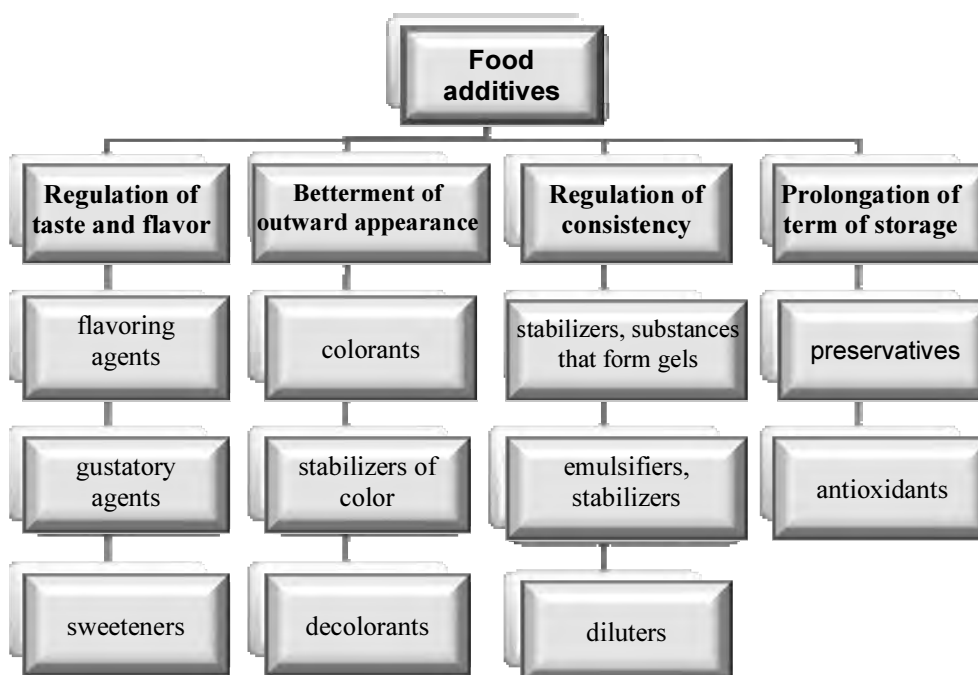 Food
additives
Regulation of
taste and flavor
Betterment of
outward appearance
Regulation of
consistency
Prolongation of
term of storage
flavoring
agents
colorants
stabilizers, substances
that form gels
preservatives
gustatory
agents
stabilizers of
color
emulsifiers,
stabilizers
antioxidants
sweeteners
decolorants
diluters